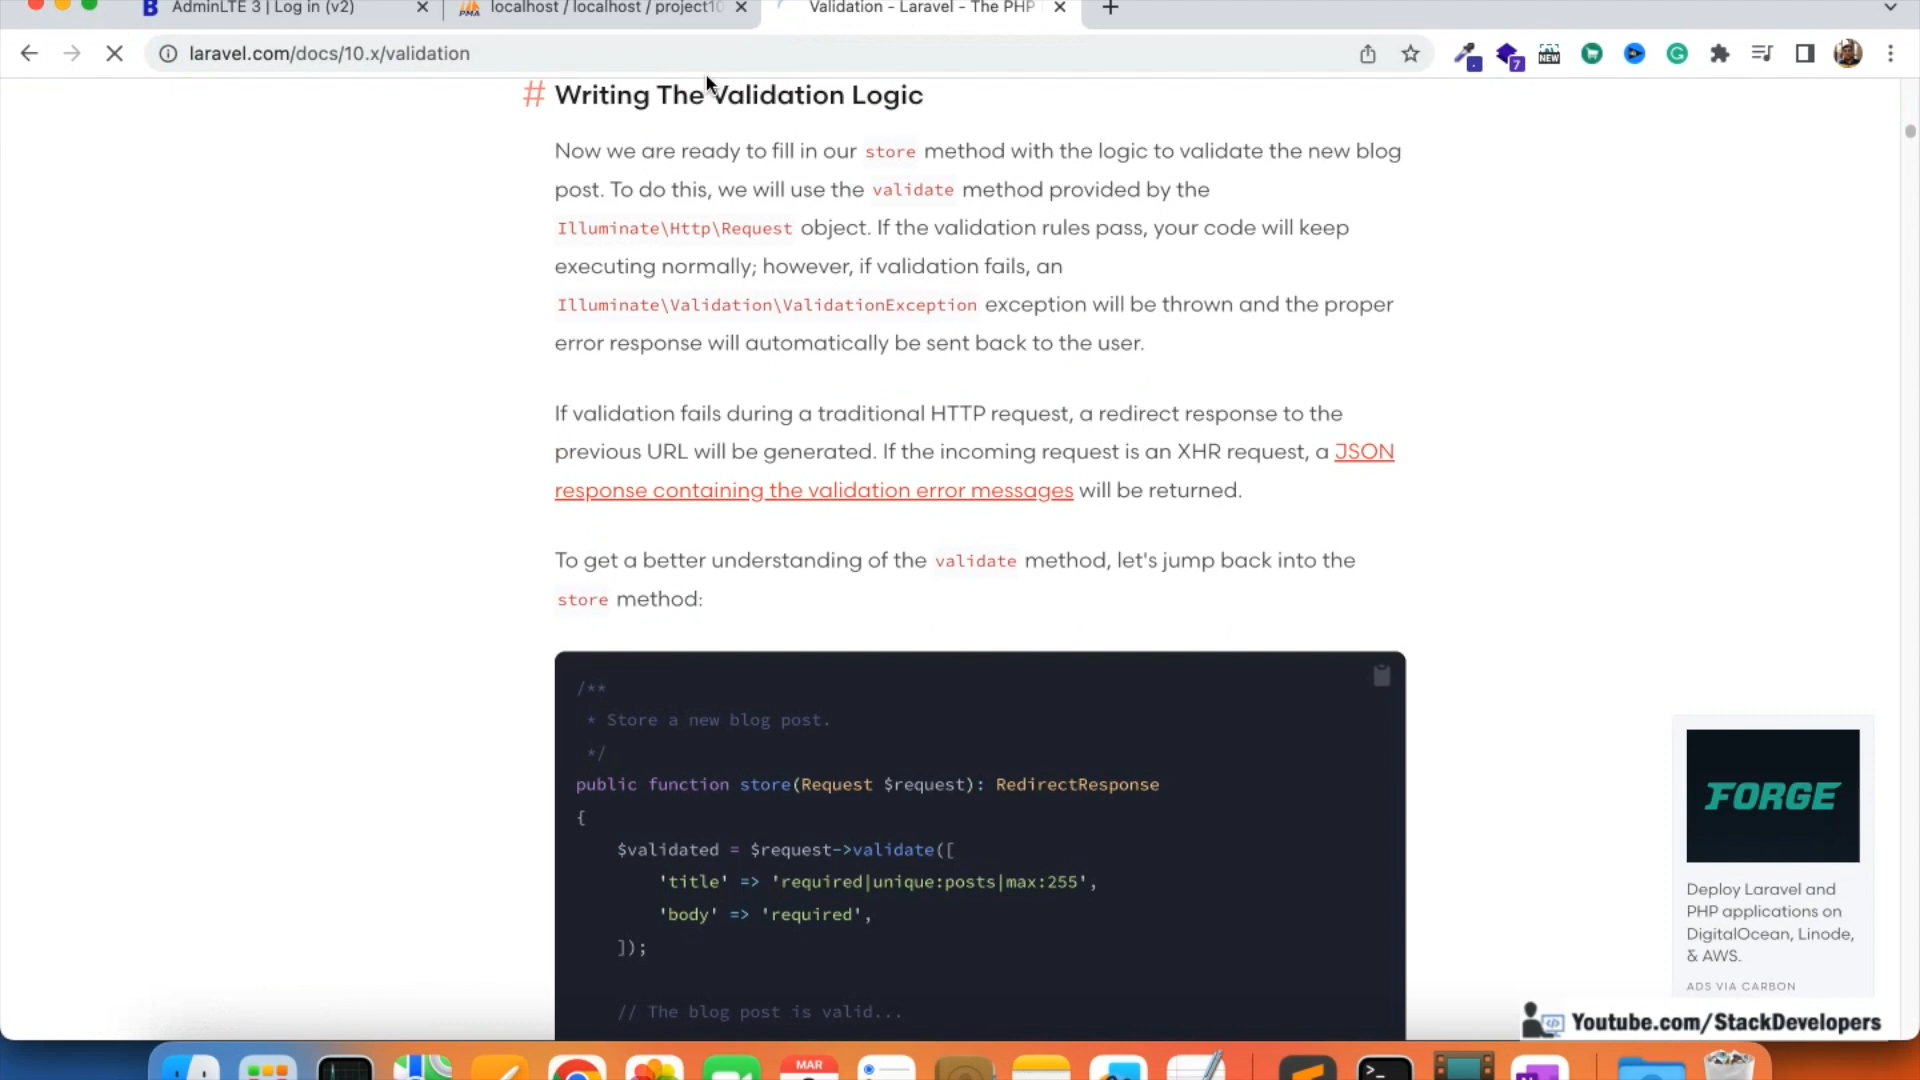 AdminLTE 3 | Log in (v2)
localhost / localhost / project10
Validation - Laravel - The PHP
laravel.com/docs/10.x/validation
7
NEW
# Writing The Validation Logic
Now we are ready to fill in our store method with the logic to validate the new blog
post. To do this, we will use the validate method provided by the
Illuminate\Http\Request object. If the validation rules pass, your code will keep
executing normally; however, if validation fails, an
Illuminate\Validation\ValidationException exception will be thrown and the proper
error response will automatically be sent back to the user.
If validation fails during a traditional HTTP request, a redirect response to the
previous URL will be generated. If the incoming request is an XHR request, a JSON
response containing the validation error messages will be returned.
To get a better understanding of the validate method, let's jump back into the
store method:
/**
* Store a new blog post.
*/
public function store(Request $request): RedirectResponse
{
$validated = $request->validate([
'title' => 'required|unique:posts|max:255',
'body' => 'required',
]);
// The blog post is valid...
FORGE
Deploy Laravel and
PHP applications on
DigitalOcean, Linode,
& AWS.
ADS VIA CARBON
Youtube.com/StackDevelopers
MAR